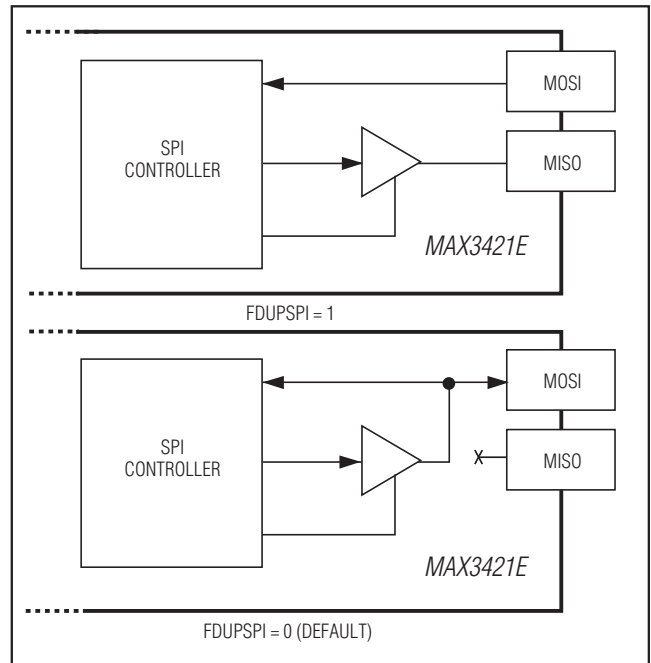 MOSI
SPI
CONTROLLER
MISO
MAX3421E
FDUPSPI = 1
MOSI
SPI
CONTROLLER
MISO
MAX3421E
FDUPSPI = 0 (DEFAULT)